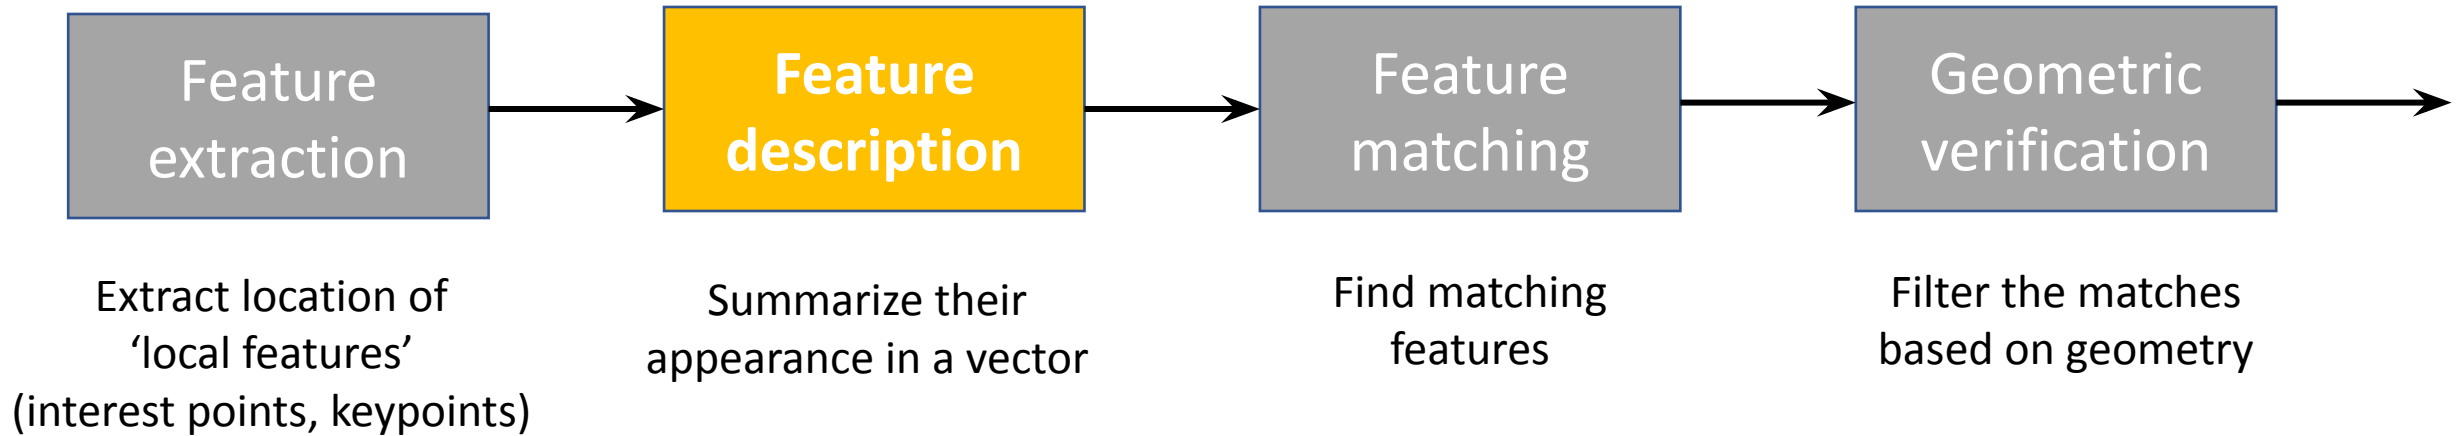 Feature
extraction
Feature
description
Feature
matching
Geometric
verification
Extract location of
‘local features’
(interest points, keypoints)
Summarize their
appearance in a vector
Find matching
features
Filter the matches
based on geometry